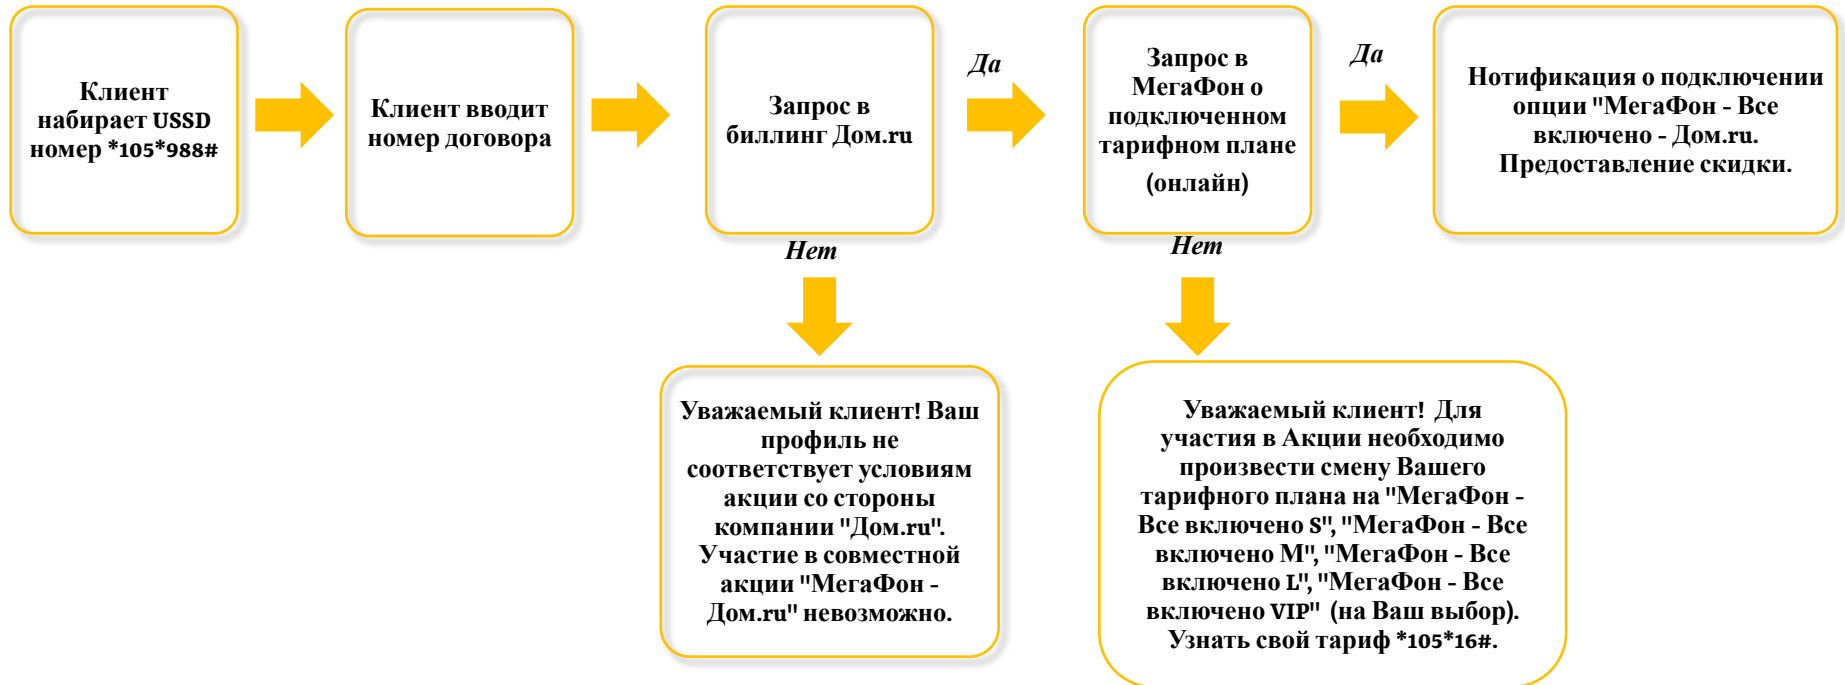 Клиент
набирает USSD
номер *105*988#
Клиент вводит
номер договора
Запрос в
биллинг Дом.ru
Да
Запрос в
МегаФон о
подключенном
тарифном плане
(онлайн)
Да
Нотификация о подключении
опции "МегаФон - Все
включено - Дом.ru.
Предоставление скидки.
Нет
Нет
Уважаемый клиент! Ваш
профиль не
соответствует условиям
акции со стороны
компании "Дом.ru".
Участие в совместной
акции "МегаФон -
Дом.ru" невозможно.
Уважаемый клиент! Для
участия в Акции необходимо
произвести смену Вашего
тарифного плана на "МегаФон -
Все включено S", "МегаФон - Все
включено M", "МегаФон - Все
включено L", "МегаФон - Все
включено VIP" (на Ваш выбор).
Узнать свой тариф *105*16#.